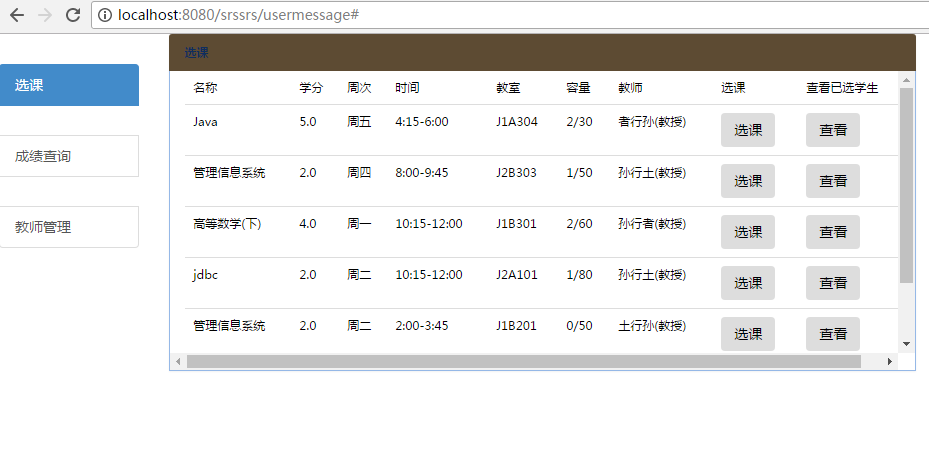 localhost:8080/srssrs/usermessage#
选课
成绩查询
教师管理
选课
名称 学分 周次 时间 教室 容量 教师 选课 查看已选学生
Java 5.0 周五 4:15-6:00 J1A304 2/30 者行孙(教授) 选课 查看
管理信息系统 2.0 周四 8:00-9:45 J2B303 1/50 孙行土(教授) 选课 查看
高等数学(下) 4.0 周一 10:15-12:00 J1B301 2/60 孙行者(教授) 选课 查看
jdbc 2.0 周二 10:15-12:00 J2A101 1/80 孙行土(教授) 选课 查看
管理信息系统 2.0 周二 2:00-3:45 J1B201 0/50 土行孙(教授) 选课 查看